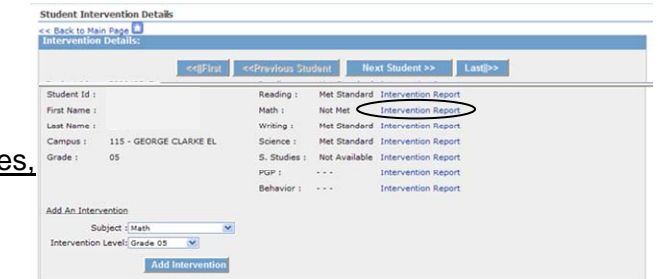 Student Intervention Details
<< Back to Main Page
Intervention Details:
<<||First <<Previous Student Next Student >> Last||>>
Student Id : Reading : Met Standard Intervention Report
First Name : Math : Not Met Intervention Report
Last Name : Writing : Met Standard Intervention Report
Campus : 115 - GEORGE CLARKE EL Science : Met Standard Intervention Report
es, Grade : 05 S. Studies : Not Available Intervention Report
PGP : - - - Intervention Report
Behavior : - - - Intervention Report
Add An Intervention
Subject : Math
Intervention Level: Grade 05
Add Intervention